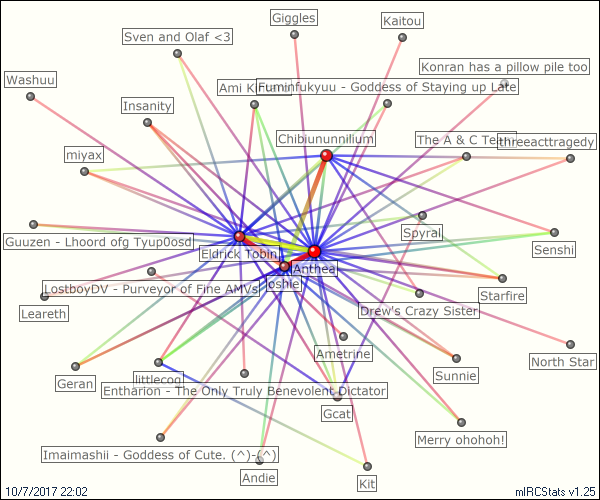 Giggles
Kaitou
Sven and Olaf <3
Konran has a pillow pile too
Washuu
Ami
Fuminfukyuu - Goddess of Staying up Late
Insanity
Chibiununnilium
The A & C
threeacttragedy
miyax
Spyral
Guuzen - Lhoord ofg Tyup0osd
Eldrick Tobin
Senshi
Anthea
oshie
LostboyDV - Purveyor of Fine AMVs
Starfire
Leareth
Drew's Crazy Sister
Ametrine
North Star
Geran
littlecog
Sunnie
Entharion - The Only Truly Benevolent Dictator
Gcat
Merry ohohoh!
Imaimashii - Goddess of Cute. (^)-(^)
Andie
Kit
10/7/2017 22:02
mIRCStats v1.25